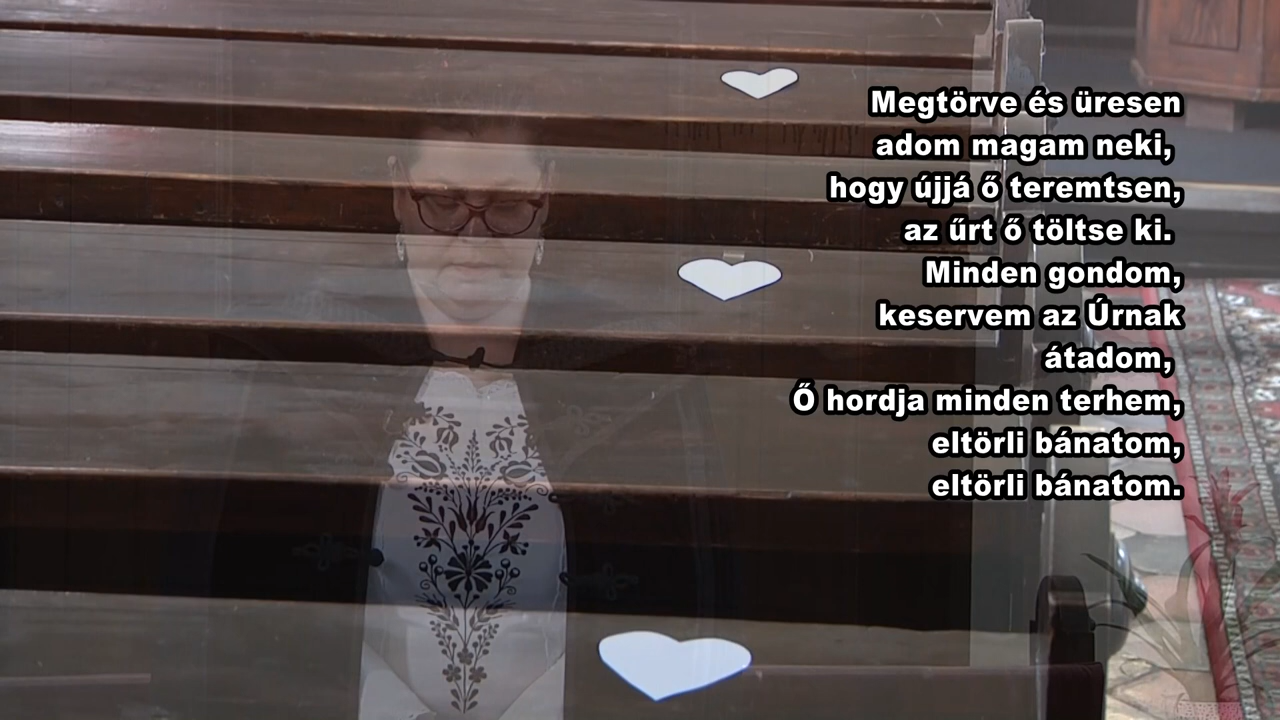 Megtörve és üresen
adom magam neki,
hogy újjá ő teremtsen,
az űrt ő töltse ki.
Minden gondom,
keservem az Úrnak
átadom,
Ő hordja minden terhem,
eltörli bánatom,
eltörli bánatom.